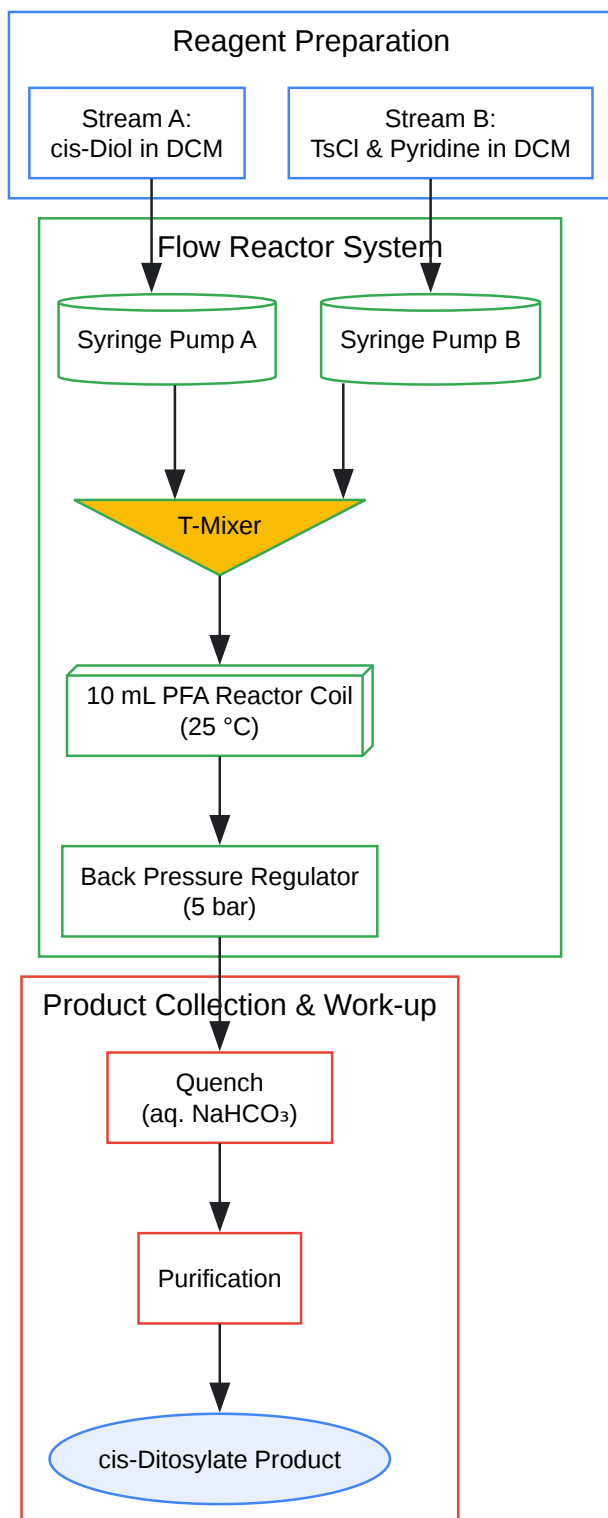 Reagent Preparation
Stream A:
cis-Diol in DCM
Stream B:
TsCl & Pyridine in DCM
Flow Reactor System
Syringe Pump A
Syringe Pump B
T-Mixer
10 mL PFA Reactor Coil
(25 °C)
Back Pressure Regulator
(5 bar)
Product Collection & Work-up
Quench
(aq. NaHCO₃)
Purification
cis-Ditosylate Product